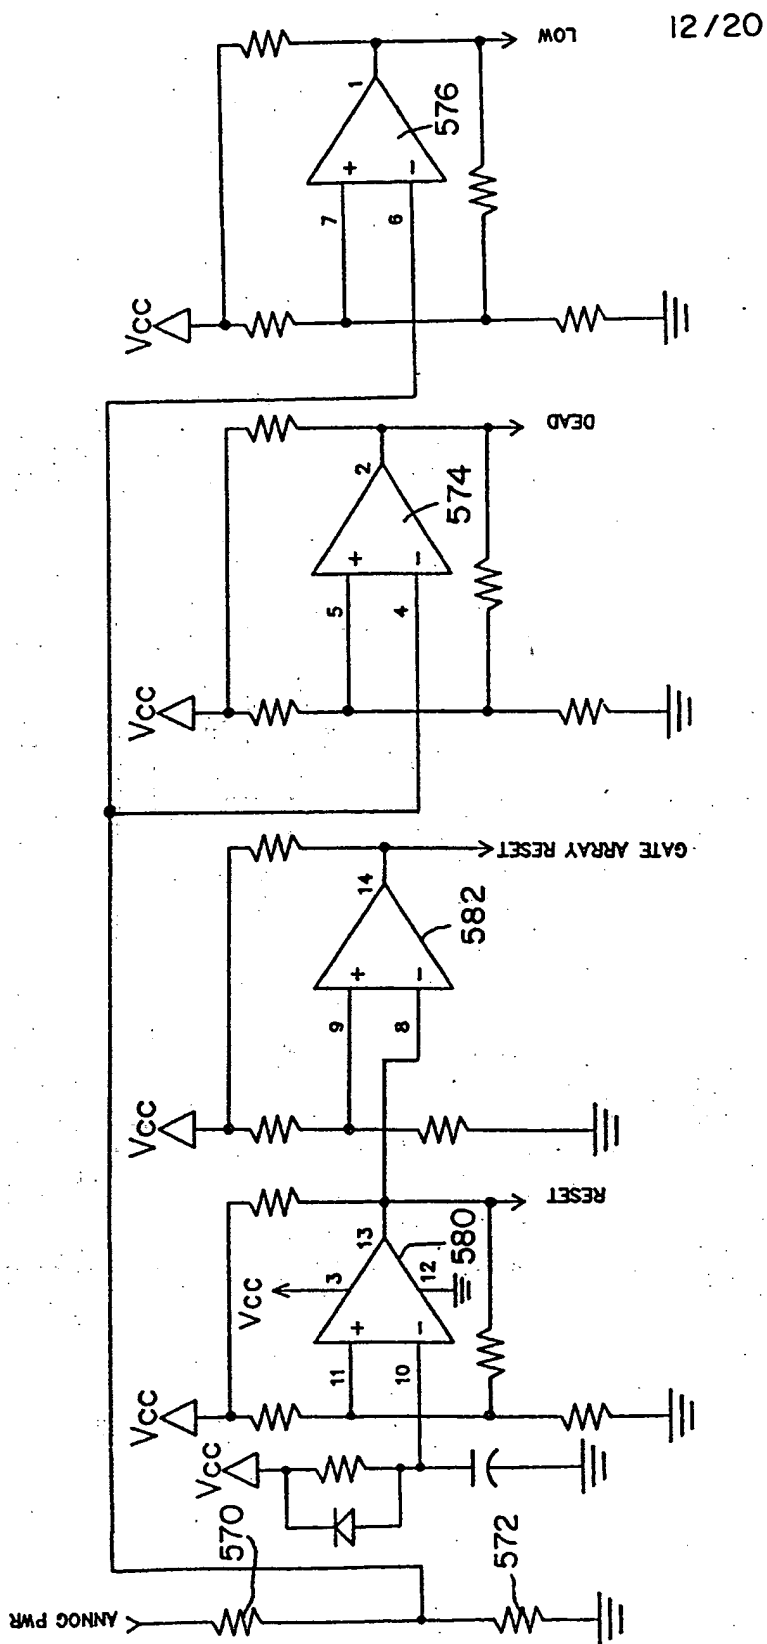 12/20
LOW
1
576
+
-
7
6
VCC
DEAD
2
574
+
-
5
4
VCC
GATE ARRAY RESET
14
582
+
-
9
8
VCC
RESET
13
580
3
12
VCC
+
-
11
10
VCC
VCC
570
572
ANNOG PWR